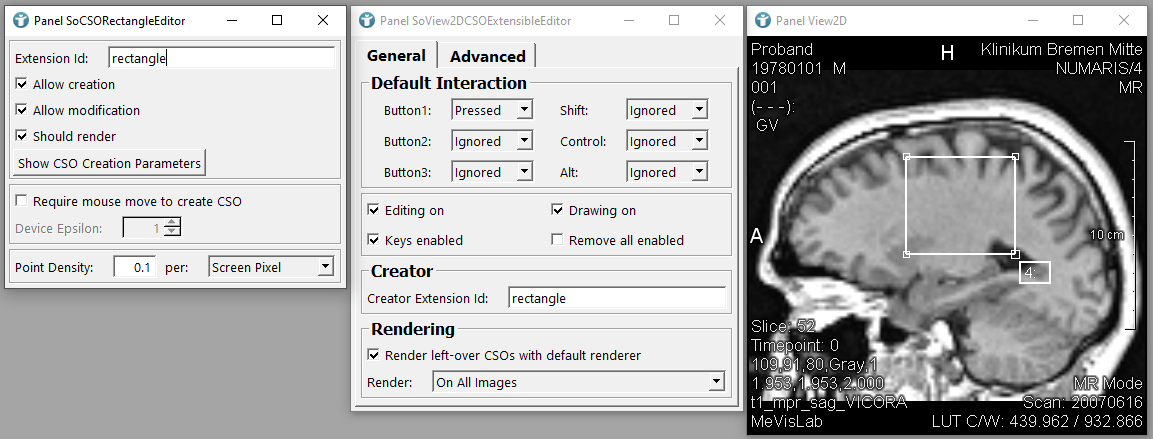 Panel SoCSORectangleEditor
Extension Id: rectangle
Allow creation
Allow modification
Should render
Show CSO Creation Parameters
Require mouse move to create CSO
Device Epsilon: 1
Point Density: 0.1 per: Screen Pixel
Panel SoView2DCSOExtensibleEditor
General Advanced
Default Interaction
Button1: Pressed Shift: Ignored
Button2: Ignored Control: Ignored
Button3: Ignored Alt: Ignored
Editing on Drawing on
Keys enabled Remove all enabled
Creator
Creator Extension Id: rectangle
Rendering
Render left-over CSOs with default renderer
Render: On All Images
Panel View2D
Proband H Klinikum Bremen Mitte
19780101 M NUMARIS/4
001 MR
(- - -):
GV
A 10 cm
4:
Slice: 52
Timepoint: 0
109,91,80,Gray,1
1.953,1.953,2.000 MR Mode
t1_mpr_sag_VICORA Scan: 20070616
MeVisLab LUT C/W: 439.962 / 932.866